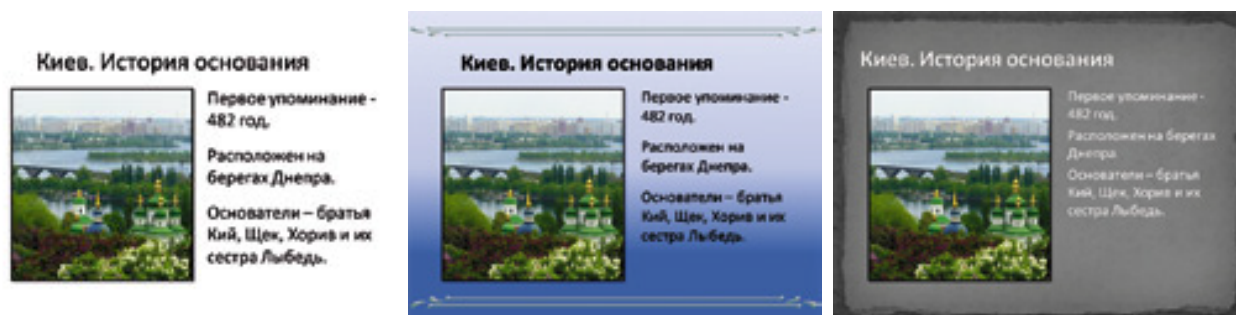 Киев. История основания
Первое упоминание -
482 год.
Расположен на
берегах Днепра.
Основатели – братья
Кий, Щек, Хорив и их
сестра Лыбедь.
Киев. История основания
Первое упоминание -
482 год.
Расположен на
берегах Днепра.
Основатели – братья
Кий, Щек, Хорив и их
сестра Лыбедь.
Киев. История основания
Первое упоминание -
482 год.
Расположен на берегах
Днепра
Основатели – братья
Кий, Щек, Хорив и их
сестра Лыбедь.